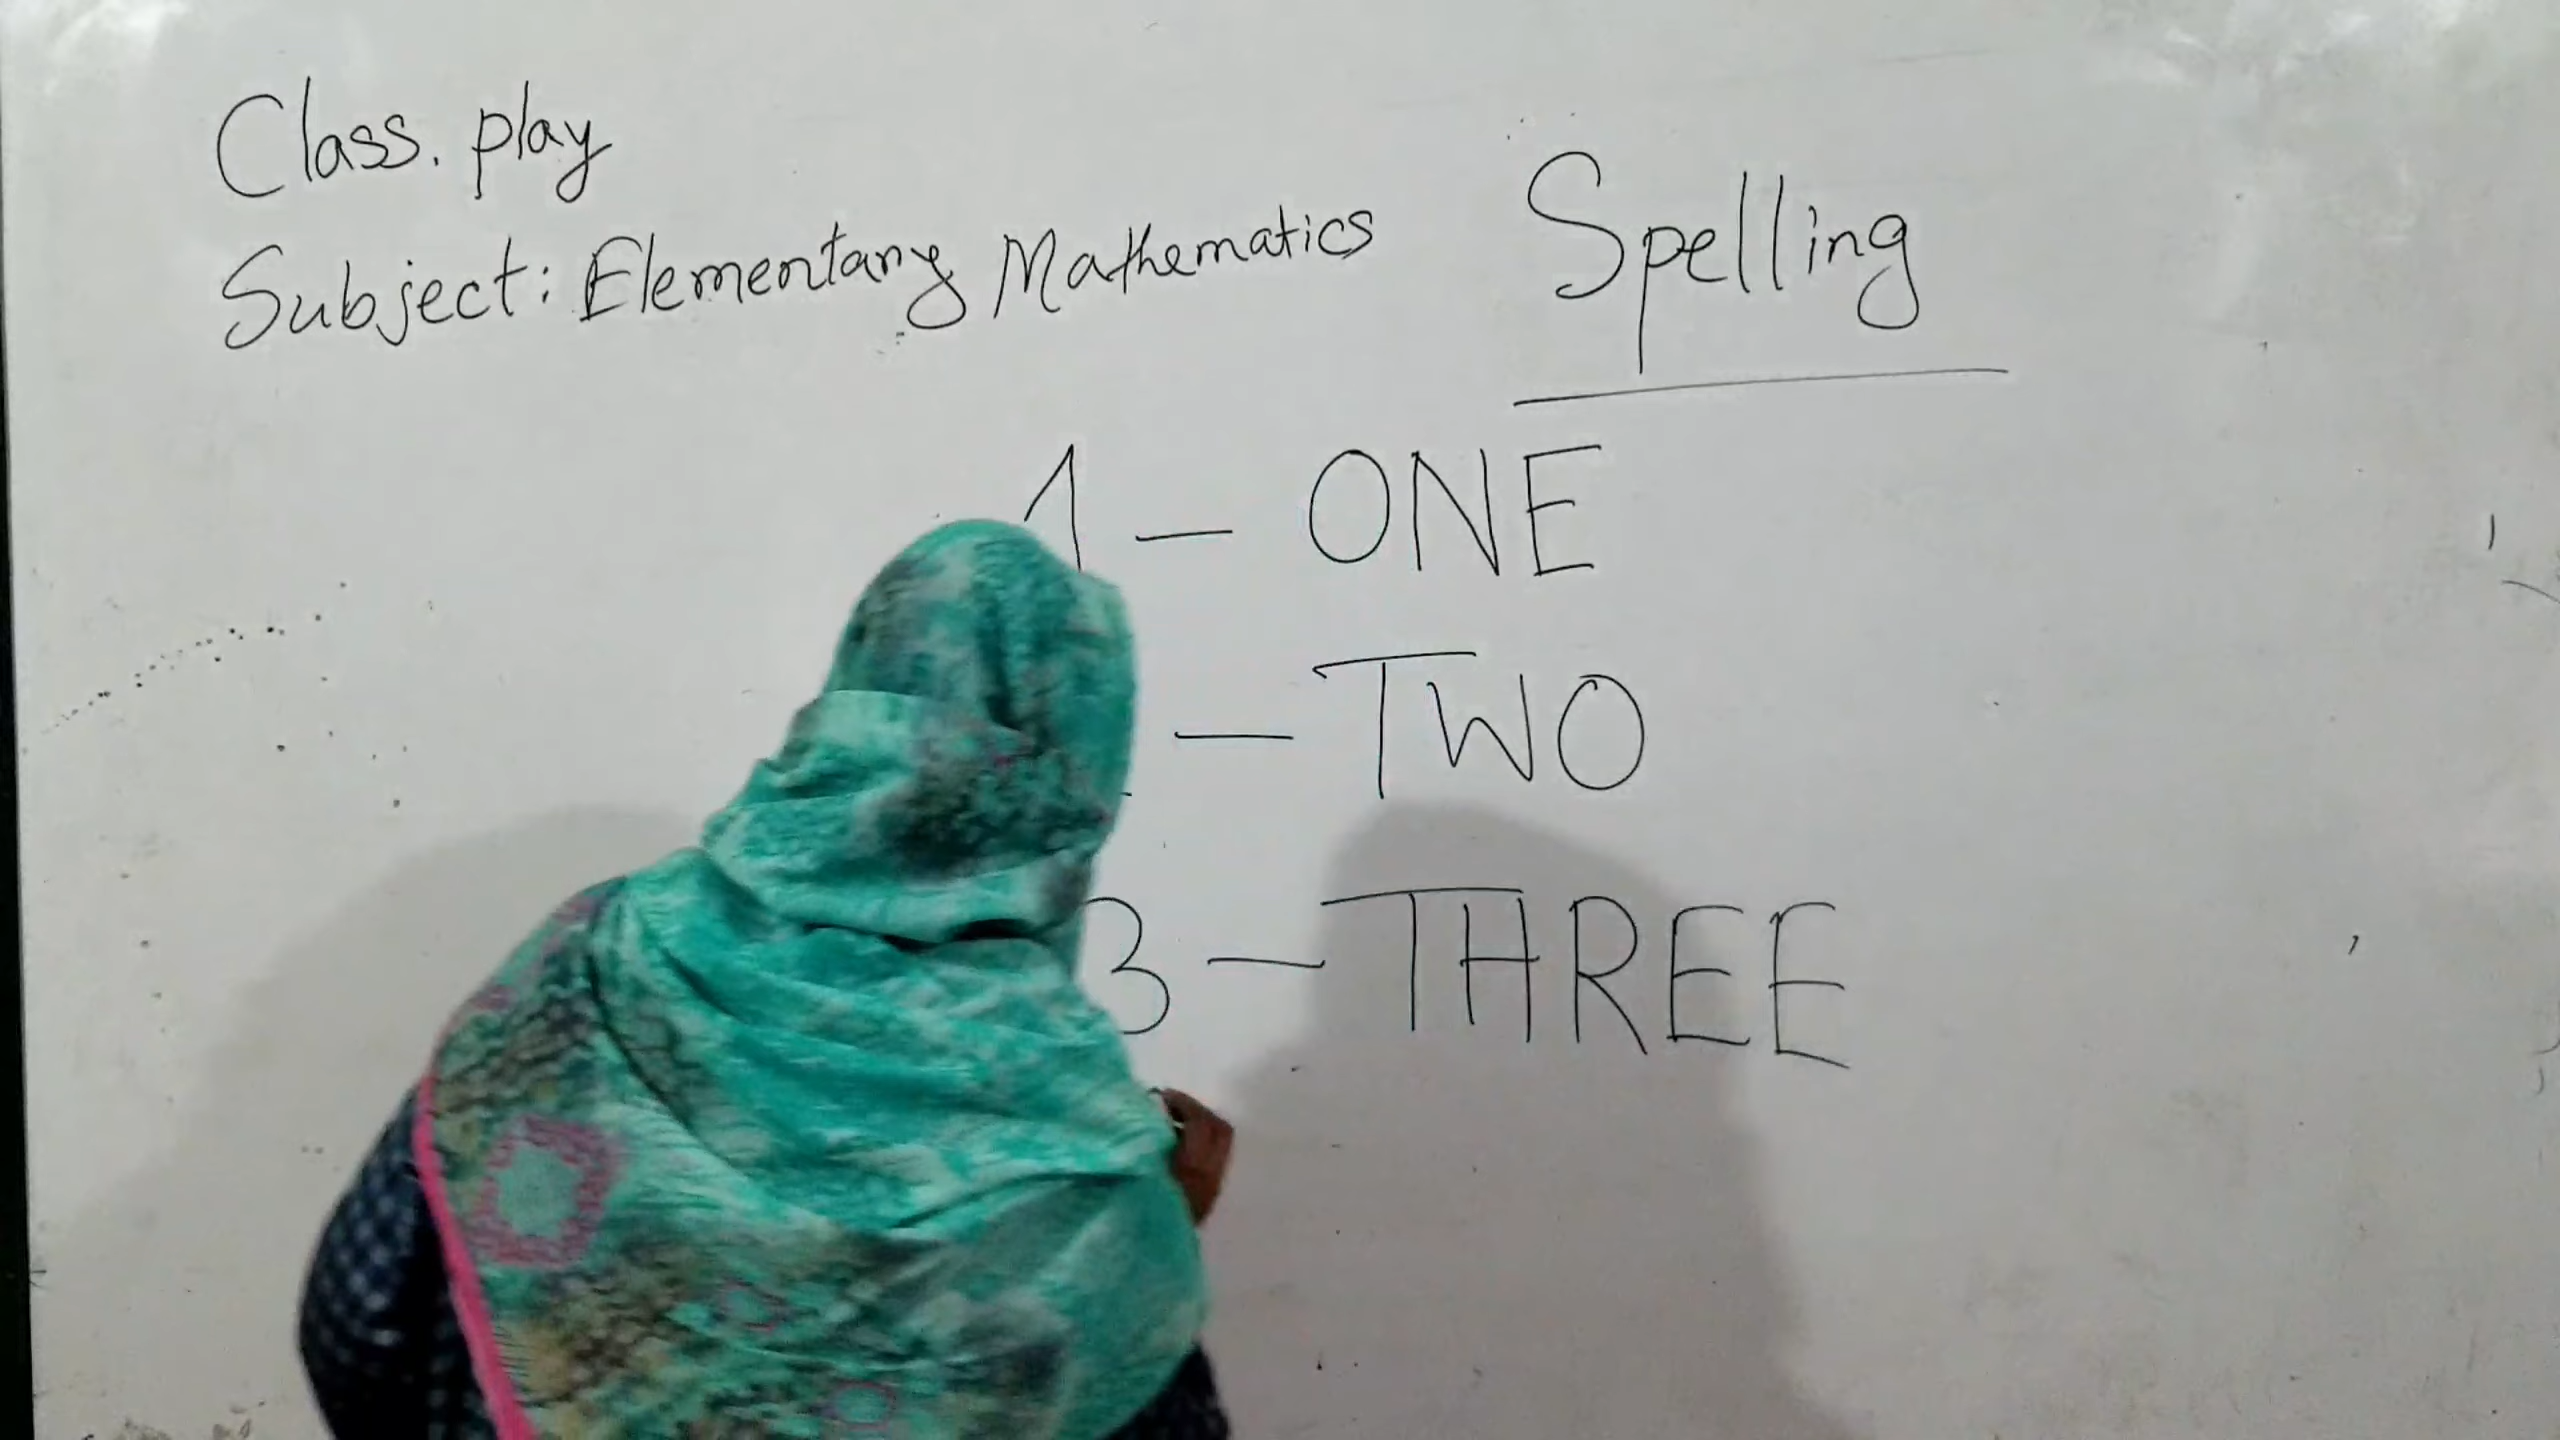 Class. play
Subject: Elementary Mathematics
Spelling
1 - ONE
- TWO
3 - THREE